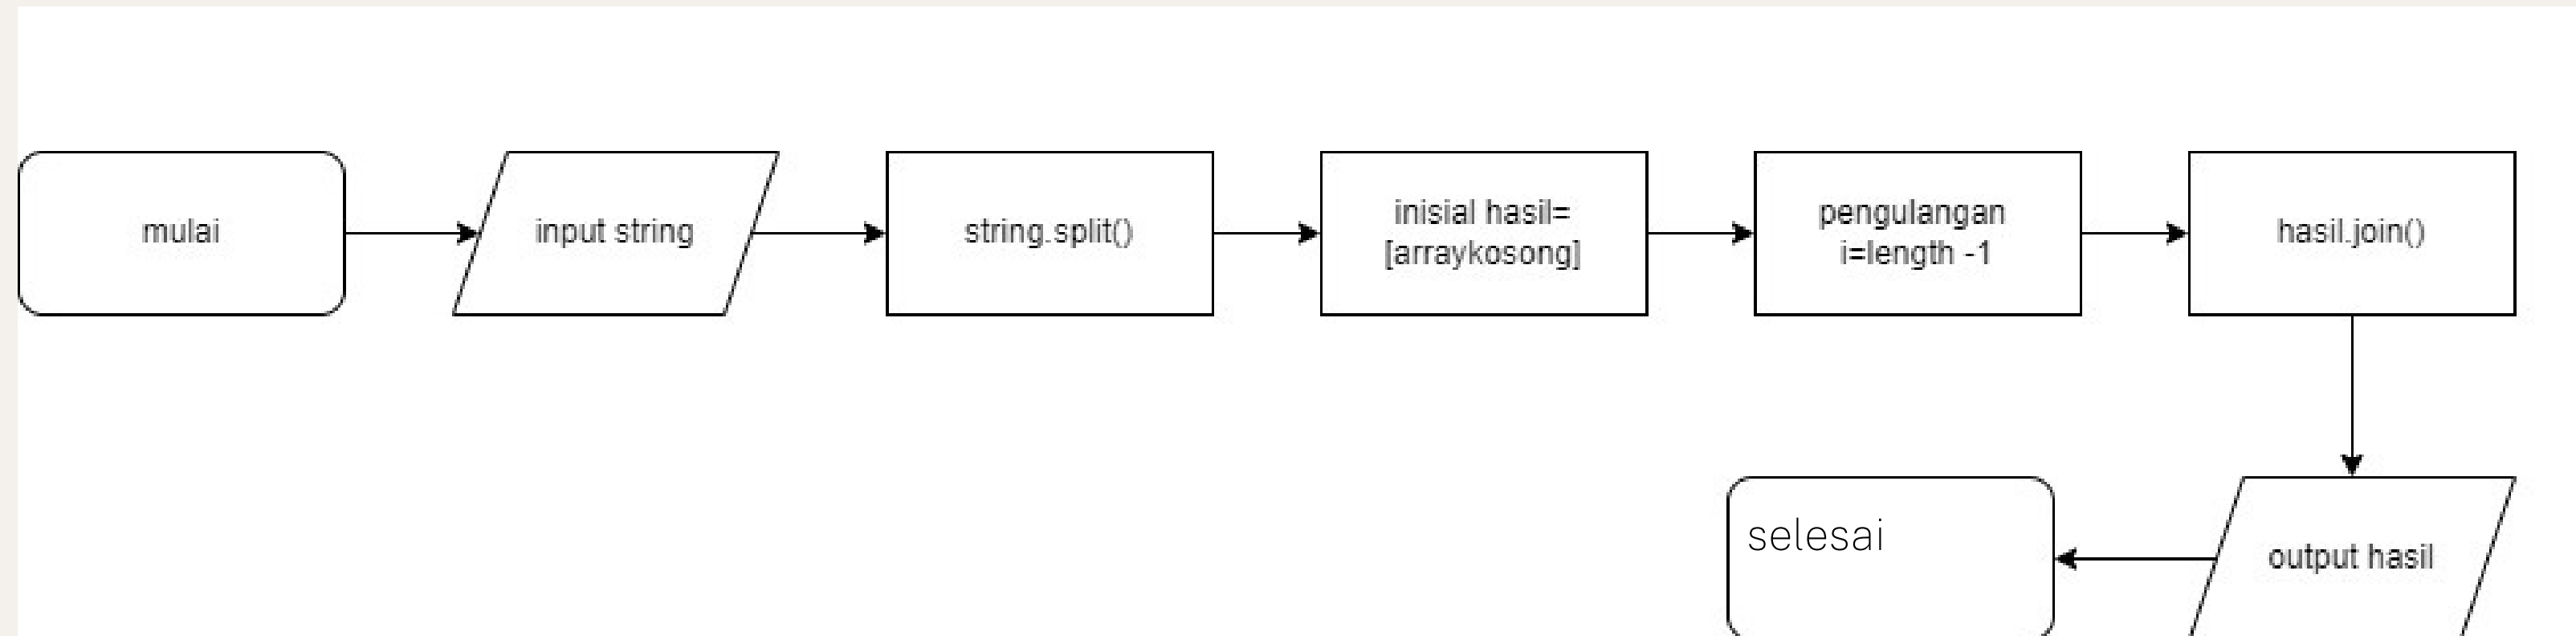 mulai
input string
string.split()
inisial hasil=
[arraykosong]
pengulangan
i=length -1
hasil.join()
selesai
output hasil